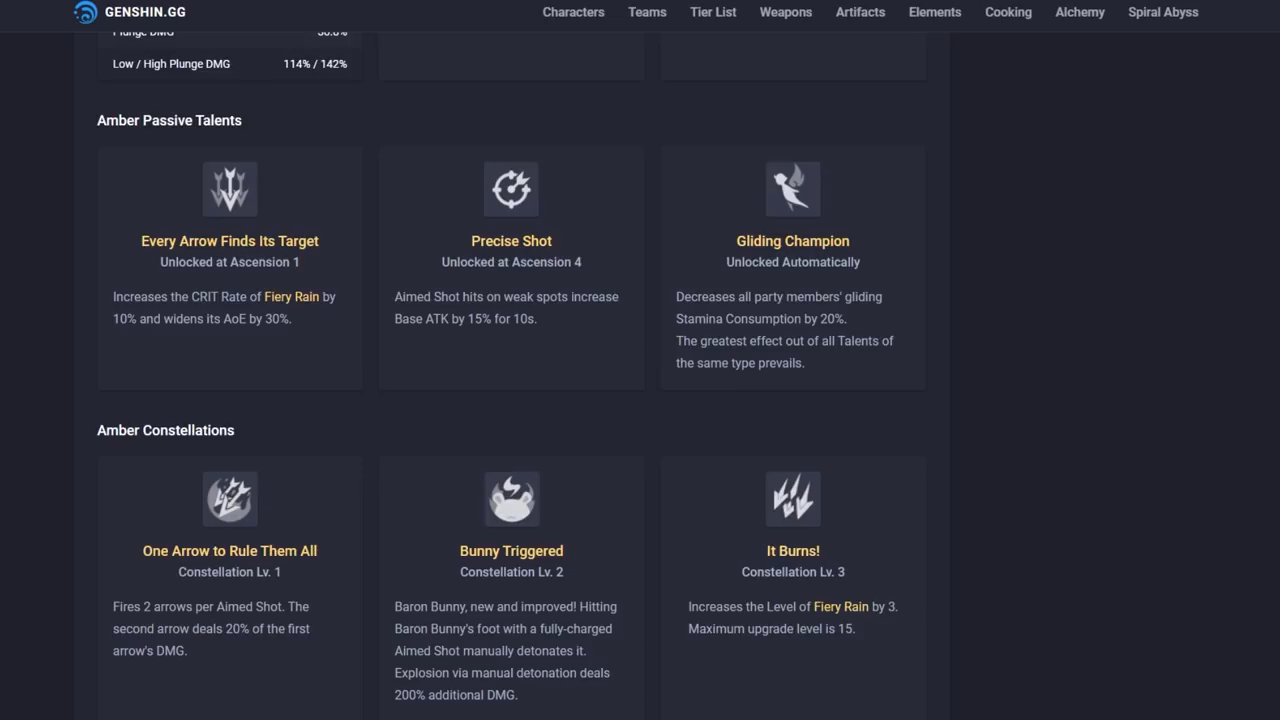 GENSHIN.GG
Characters
Teams
Tier List
Weapons
Artifacts
Elements
Cooking
Alchemy
Spiral Abyss
Plunge DMG
Low / High Plunge DMG
114% / 142%
Amber Passive Talents
Every Arrow Finds Its Target
Unlocked at Ascension 1
Increases the CRIT Rate of Fiery Rain by
10% and widens its AoE by 30%.
Precise Shot
Unlocked at Ascension 4
Aimed Shot hits on weak spots increase
Base ATK by 15% for 10s.
Gliding Champion
Unlocked Automatically
Decreases all party members' gliding
Stamina Consumption by 20%.
The greatest effect out of all Talents of
the same type prevails.
Amber Constellations
One Arrow to Rule Them All
Constellation Lv. 1
Fires 2 arrows per Aimed Shot. The
second arrow deals 20% of the first
arrow's DMG.
Bunny Triggered
Constellation Lv. 2
Baron Bunny, new and improved! Hitting
Baron Bunny's foot with a fully-charged
Aimed Shot manually detonates it.
Explosion via manual detonation deals
200% additional DMG.
It Burns!
Constellation Lv. 3
Increases the Level of Fiery Rain by 3.
Maximum upgrade level is 15.